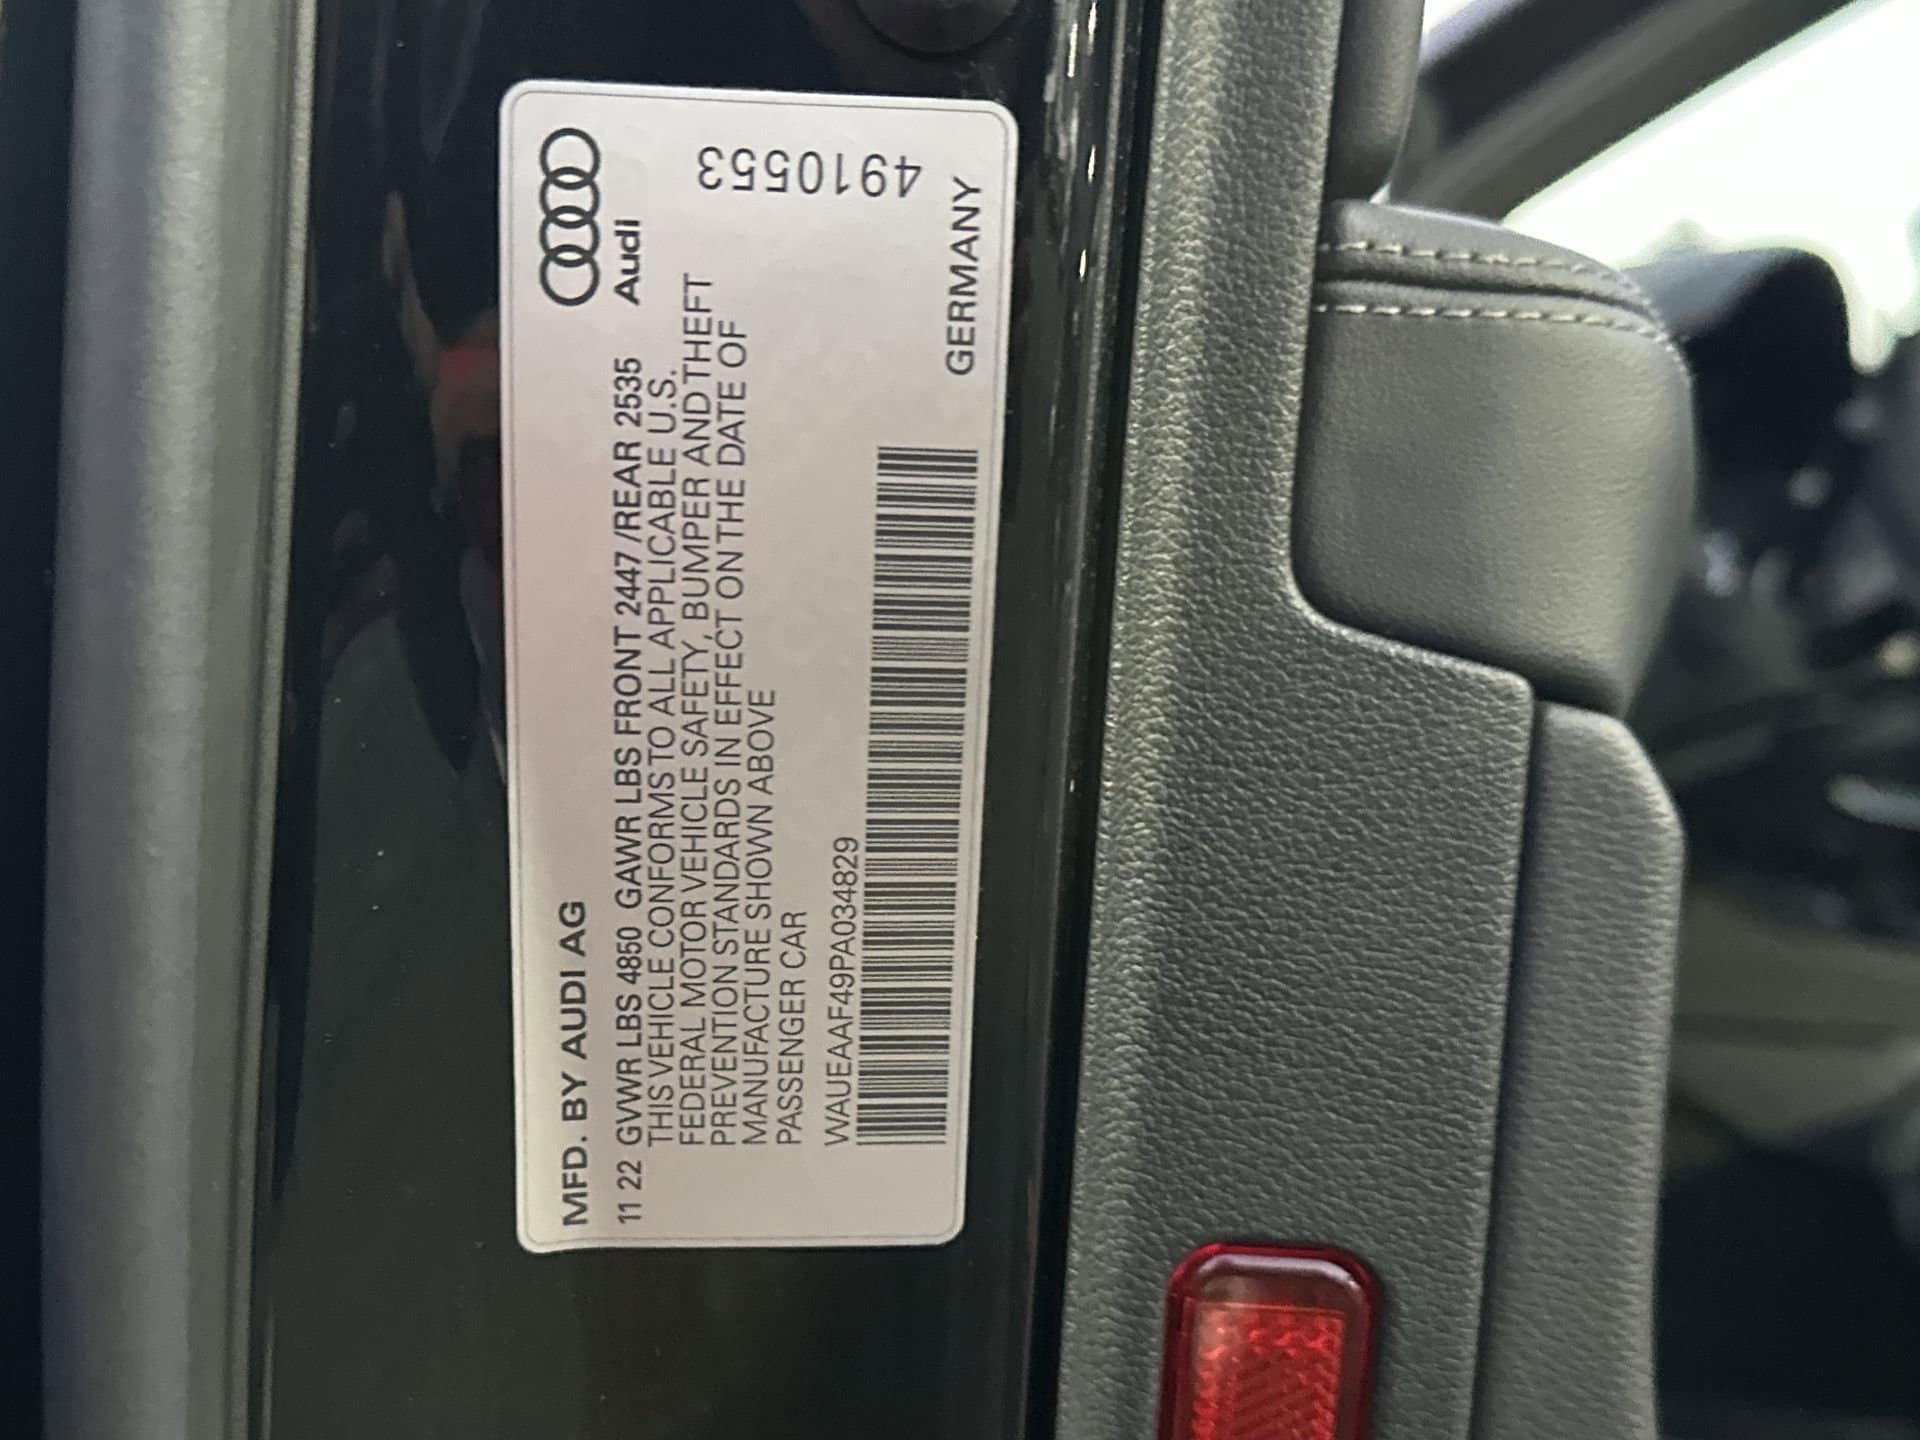 MFD. BY AUDI AG
Audi
11 22 GVWR LBS 4850 GAWR LBS FRONT 2447/REAR 2535
THIS VEHICLE CONFORMS TO ALL APPLICABLE U.S.
FEDERAL MOTOR VEHICLE SAFETY, BUMPER AND THEFT
PREVENTION STANDARDS IN EFFECT ON THE DATE OF
MANUFACTURE SHOWN ABOVE
PASSENGER CAR
4910553
WAUEAAF49PA034829
GERMANY